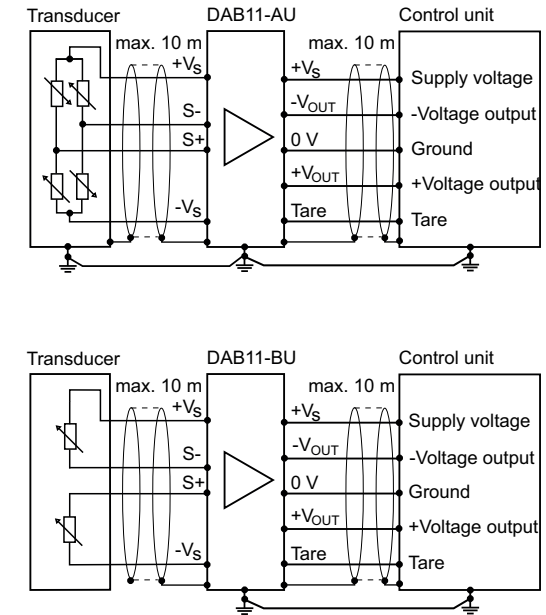 Transducer DAB11-AU Control unit
max. 10 m max. 10 m
+Vs +Vs Supply voltage
S- -VOUT -Voltage output
S+ 0 V Ground
+VOUT +Voltage output
-Vs Tare Tare
Transducer DAB11-BU Control unit
max. 10 m max. 10 m
+Vs +Vs Supply voltage
S- -VOUT -Voltage output
S+ 0 V Ground
+VOUT +Voltage output
-Vs Tare Tare